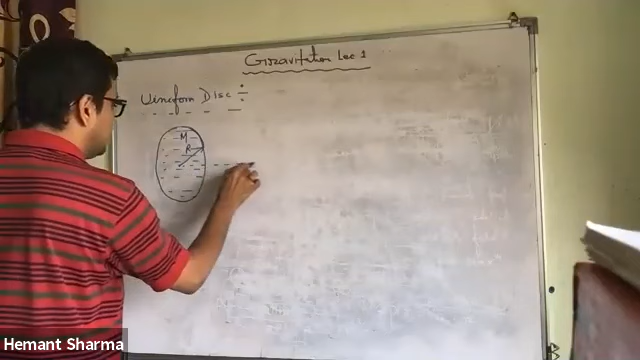 Gravitation Lec 1
Uniform Disc :-
M
R
Hemant Sharma